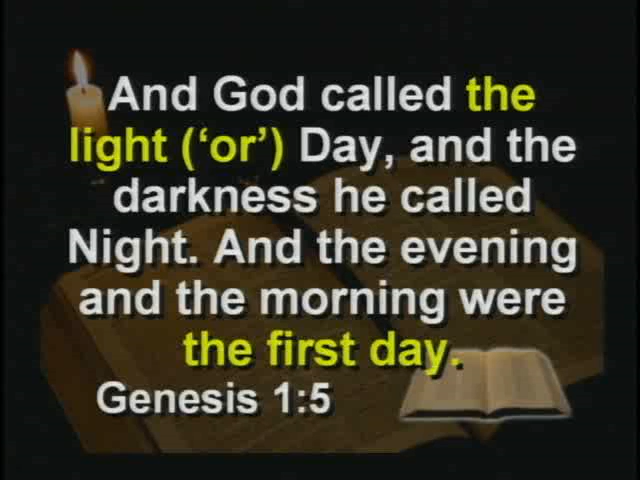 And God called the
light (‘or’) Day, and the
darkness he called
Night. And the evening
and the morning were
the first day.
Genesis 1:5